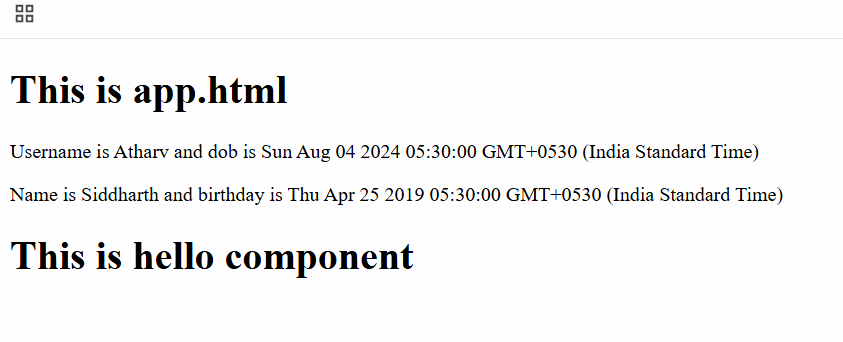 This is app.html
Username is Atharv and dob is Sun Aug 04 2024 05:30:00 GMT+0530 (India Standard Time)
Name is Siddharth and birthday is Thu Apr 25 2019 05:30:00 GMT+0530 (India Standard Time)
This is hello component